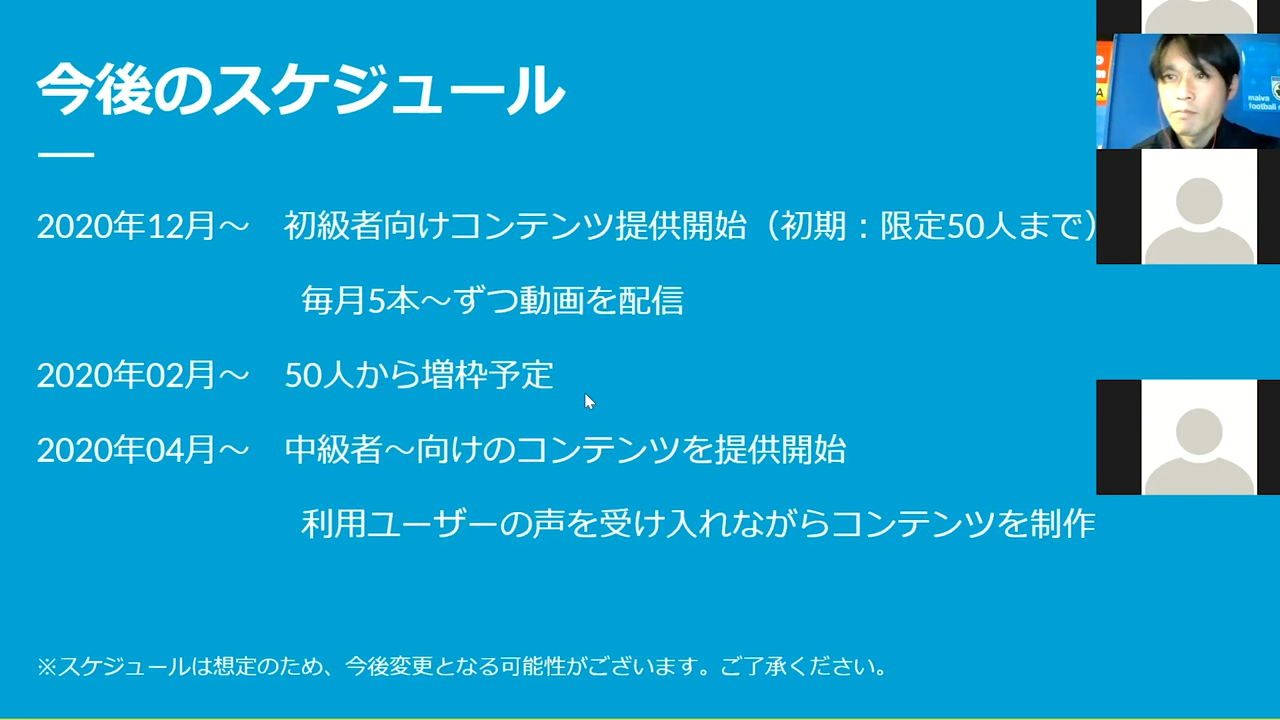 今後のスケジュール
2020年12月～　初級者向けコンテンツ提供開始（初期：限定50人まで）
毎月5本～ずつ動画を配信
2020年02月～　50人から増枠予定
2020年04月～　中級者～向けのコンテンツを提供開始
利用ユーザーの声を受け入れながらコンテンツを制作
※スケジュールは想定のため、今後変更となる可能性がございます。ご了承ください。
A
malva
football c